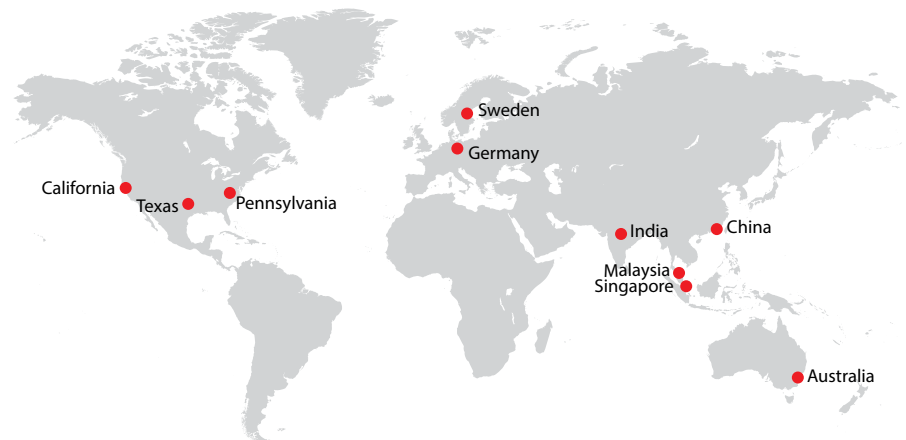 Sweden
Germany
California
Texas
Pennsylvania
India
China
Malaysia
Singapore
Australia